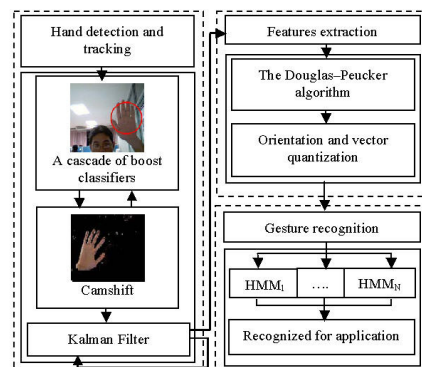 Hand detection and
tracking
A cascade of boost
classifiers
Camshift
Kalman Filter
Features extraction
The Douglas–Peucker
algorithm
Orientation and vector
quantization
Gesture recognition
HMM1 …. HMMN
Recognized for application